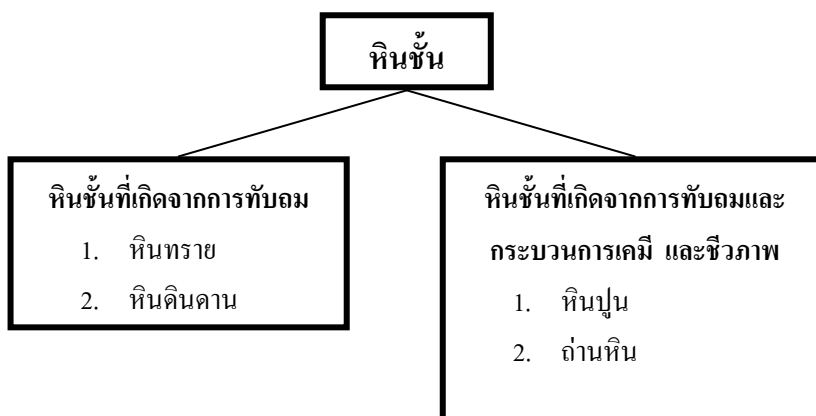 หินชั้น
หินชั้นที่เกิดจากการทับถม
1. หินทราย
2. หินดินดาน
หินชั้นที่เกิดจากการทับถมและ
กระบวนการเคมี และชีวภาพ
1. หินปูน
2. ถ่านหิน